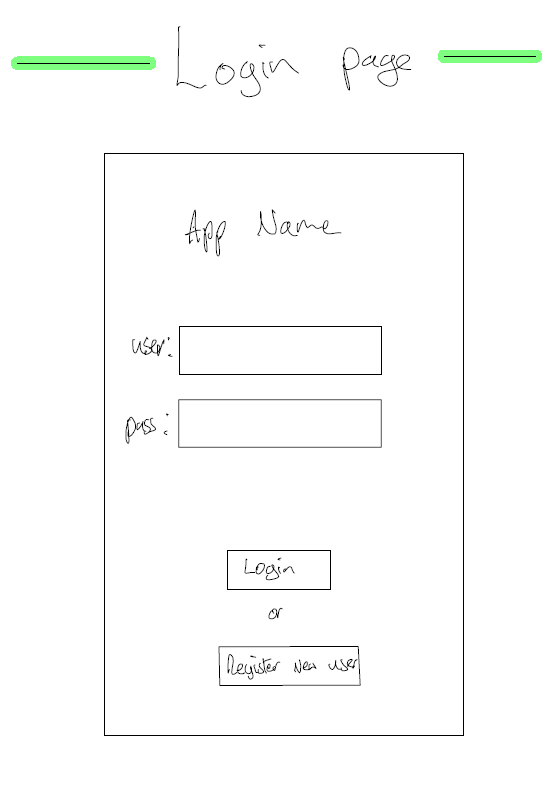 Login page
App Name
user:
pass:
Login
or
Register New user